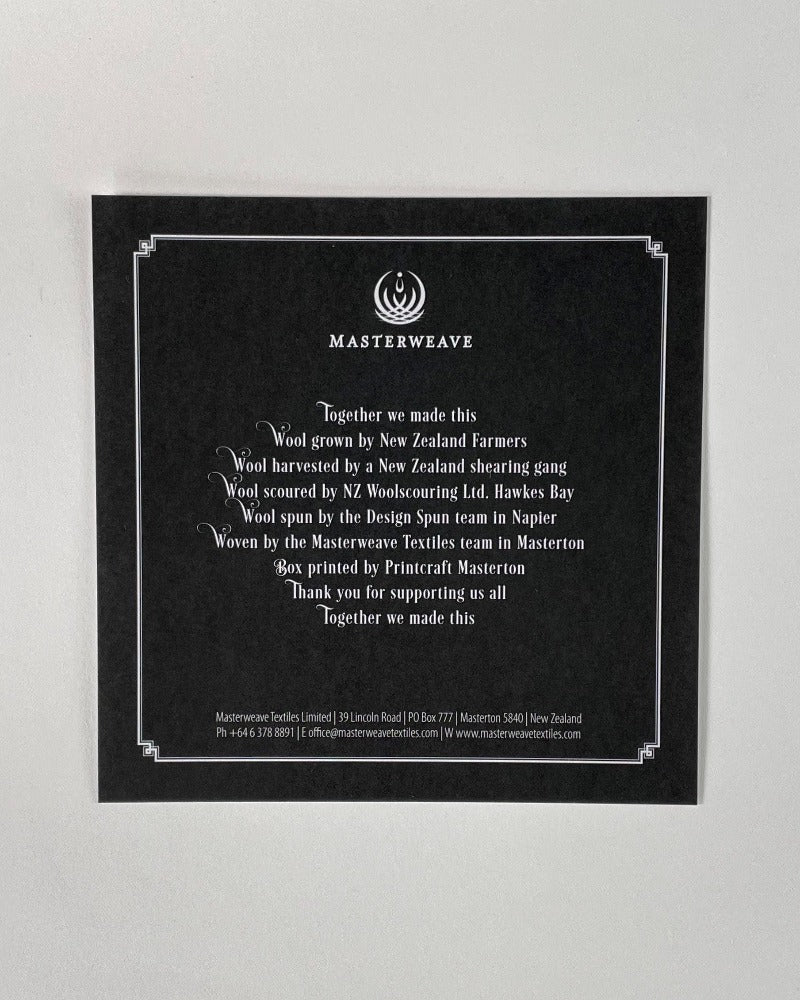 MASTERWEAVE
Together we made this
Wool grown by New Zealand Farmers
Wool harvested by a New Zealand shearing gang
Wool scoured by NZ Woolscouring Ltd. Hawkes Bay
Wool spun by the Design Spun team in Napier
Woven by the Masterweave Textiles team in Masterton
Box printed by Printcraft Masterton
Thank you for supporting us all
Together we made this
Masterweave Textiles Limited | 39 Lincoln Road | PO Box 777 | Masterton 5840 | New Zealand
Ph +64 6 378 8891 | E office@masterweavetextiles.com | W www.masterweavetextiles.com